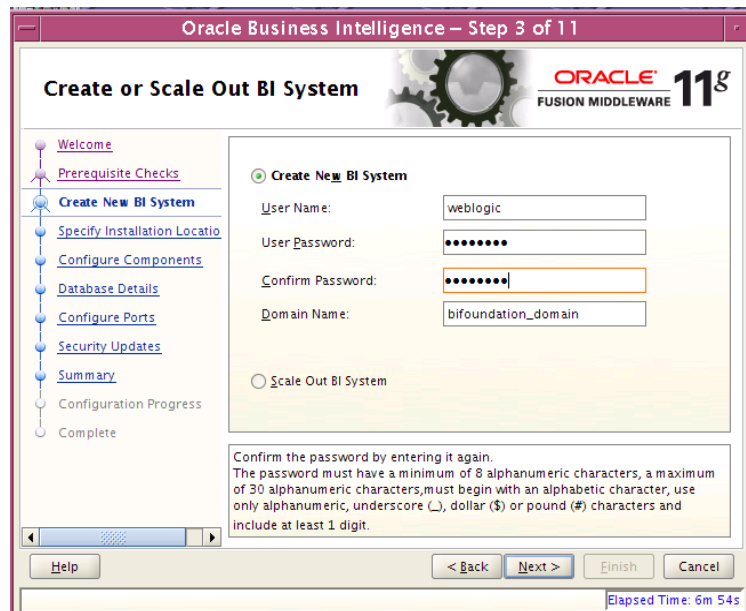 Oracle Business Intelligence – Step 3 of 11
Create or Scale Out BI System
ORACLE
FUSION MIDDLEWARE
11g
Welcome
Prerequisite Checks
Create New BI System
Specify Installation Locatio
Configure Components
Database Details
Configure Ports
Security Updates
Summary
Configuration Progress
Complete
Create New BI System
User Name:
weblogic
User Password:
••••••••
Confirm Password:
••••••••
Domain Name:
bifoundation_domain
Scale Out BI System
Confirm the password by entering it again.
The password must have a minimum of 8 alphanumeric characters, a maximum
of 30 alphanumeric characters,must begin with an alphabetic character, use
only alphanumeric, underscore (_), dollar ($) or pound (#) characters and
include at least 1 digit.
Help
< Back
Next >
Finish
Cancel
Elapsed Time: 6m 54s